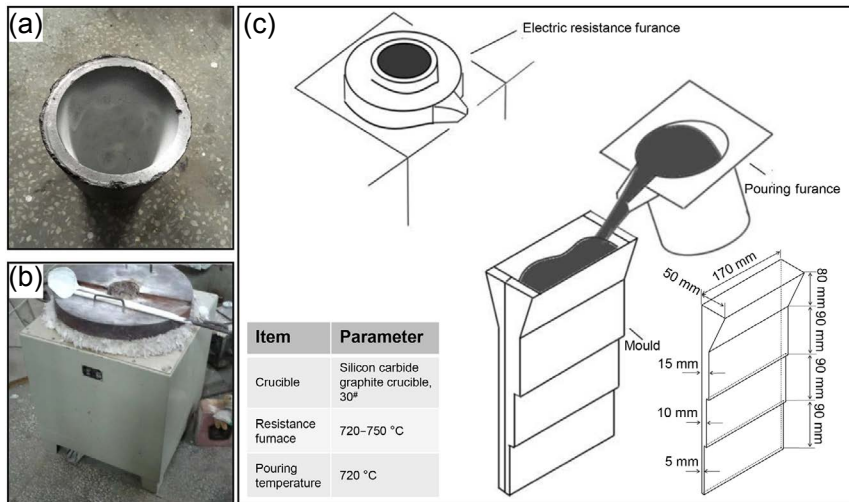 (a)
(b)
(c)
Electric resistance furance
Pouring furance
Mould
170 mm
50 mm
80 mm
90 mm
90 mm
90 mm
15 mm
10 mm
5 mm
Item Parameter
Crucible Silicon carbide
graphite crucible,
30#
Resistance
furnace 720–750 °C
Pouring
temperature 720 °C